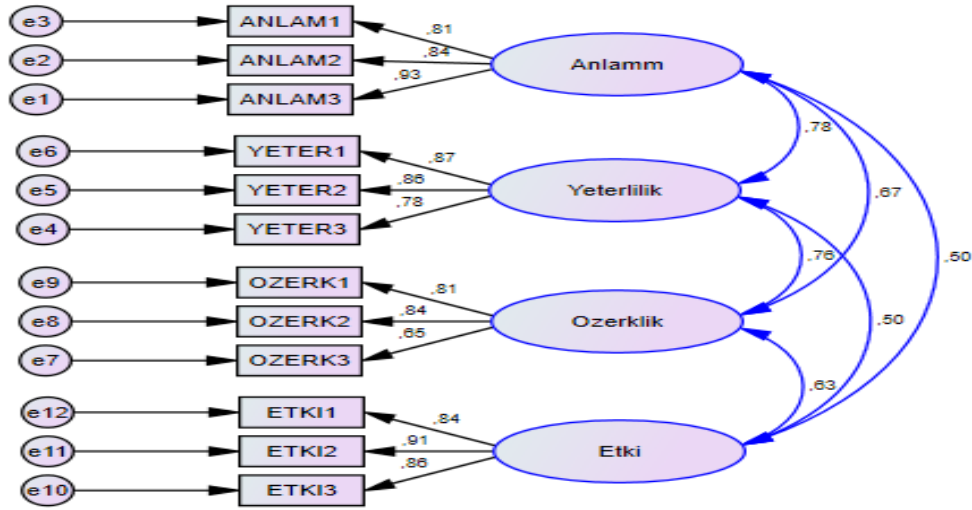 e3 ANLAM1 ,81
e2 ANLAM2 ,84 Anlamm
e1 ANLAM3 ,93
,78
e6 YETER1 ,87
e5 YETER2 ,86 Yeterlilik ,67
e4 YETER3 ,78
,76 ,50
e9 OZERK1 ,81
e8 OZERK2 ,84 Ozerklik ,50
e7 OZERK3 ,65
,63
e12 ETKI1 ,84
e11 ETKI2 ,91 Etki
e10 ETKI3 ,86